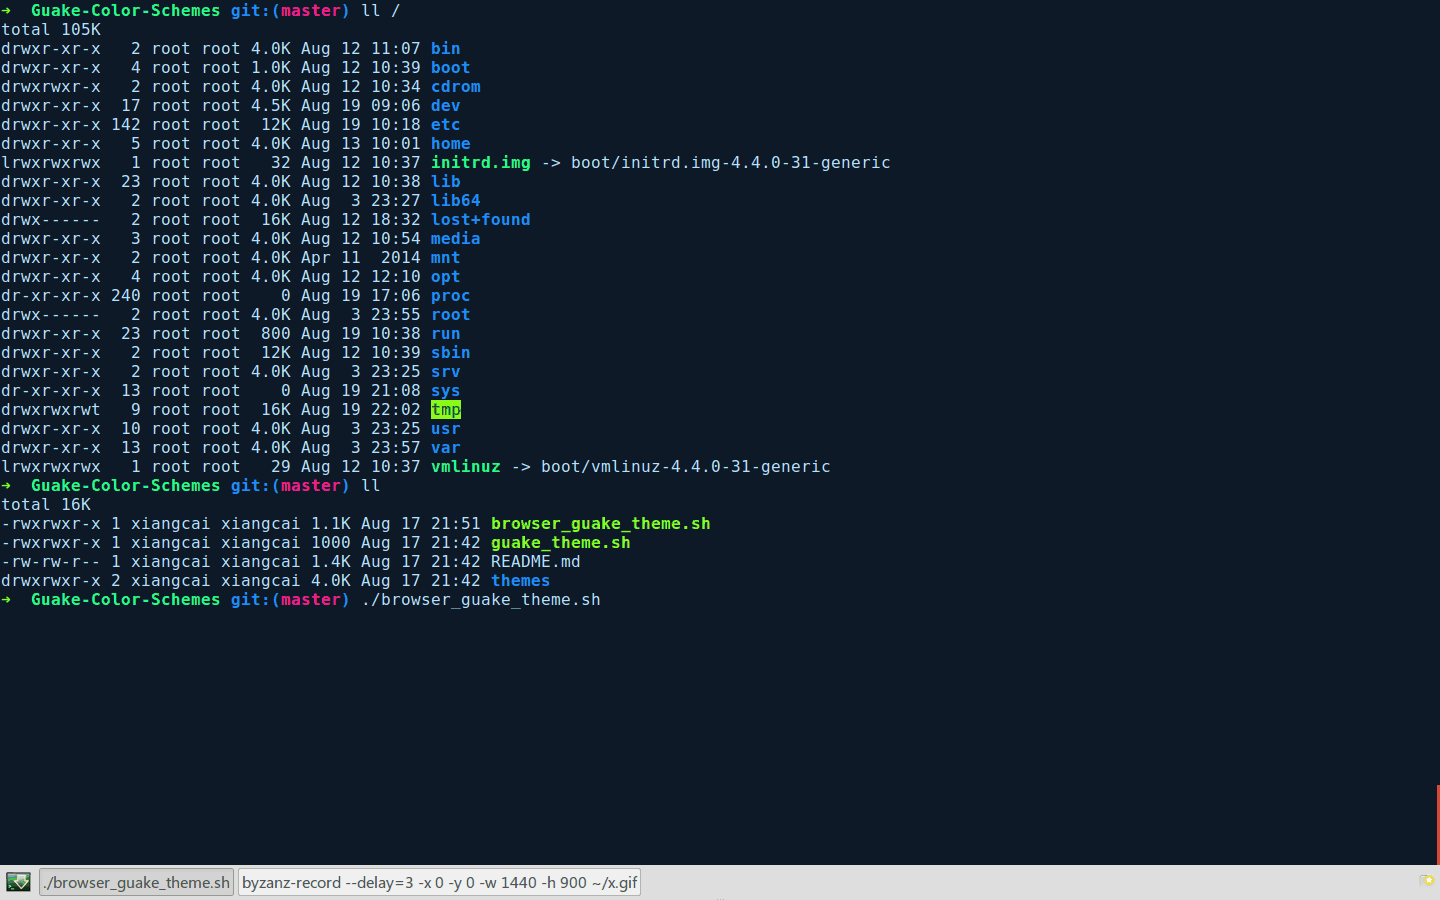 ➜  Guake-Color-Schemes git:(master) ll /
total 105K
drwxr-xr-x   2 root root 4.0K Aug 12 11:07 bin
drwxr-xr-x   4 root root 1.0K Aug 12 10:39 boot
drwxrwxr-x   2 root root 4.0K Aug 12 10:34 cdrom
drwxr-xr-x  17 root root 4.5K Aug 19 09:06 dev
drwxr-xr-x 142 root root  12K Aug 19 10:18 etc
drwxr-xr-x   5 root root 4.0K Aug 13 10:01 home
lrwxrwxrwx   1 root root   32 Aug 12 10:37 initrd.img -> boot/initrd.img-4.4.0-31-generic
drwxr-xr-x  23 root root 4.0K Aug 12 10:38 lib
drwxr-xr-x   2 root root 4.0K Aug  3 23:27 lib64
drwx------   2 root root  16K Aug 12 18:32 lost+found
drwxr-xr-x   3 root root 4.0K Aug 12 10:54 media
drwxr-xr-x   2 root root 4.0K Apr 11  2014 mnt
drwxr-xr-x   4 root root 4.0K Aug 12 12:10 opt
dr-xr-xr-x 240 root root    0 Aug 19 17:06 proc
drwx------   2 root root 4.0K Aug  3 23:55 root
drwxr-xr-x  23 root root  800 Aug 19 10:38 run
drwxr-xr-x   2 root root  12K Aug 12 10:39 sbin
drwxr-xr-x   2 root root 4.0K Aug  3 23:25 srv
dr-xr-xr-x  13 root root    0 Aug 19 21:08 sys
drwxrwxrwt   9 root root  16K Aug 19 22:02 tmp
drwxr-xr-x  10 root root 4.0K Aug  3 23:25 usr
drwxr-xr-x  13 root root 4.0K Aug  3 23:57 var
lrwxrwxrwx   1 root root   29 Aug 12 10:37 vmlinuz -> boot/vmlinuz-4.4.0-31-generic
➜  Guake-Color-Schemes git:(master) ll
total 16K
-rwxrwxr-x 1 xiangcai xiangcai 1.1K Aug 17 21:51 browser_guake_theme.sh
-rwxrwxr-x 1 xiangcai xiangcai 1000 Aug 17 21:42 guake_theme.sh
-rw-rw-r-- 1 xiangcai xiangcai 1.4K Aug 17 21:42 README.md
drwxrwxr-x 2 xiangcai xiangcai 4.0K Aug 17 21:42 themes
➜  Guake-Color-Schemes git:(master) ./browser_guake_theme.sh
./browser_guake_theme.sh
byzanz-record --delay=3 -x 0 -y 0 -w 1440 -h 900 ~/x.gif